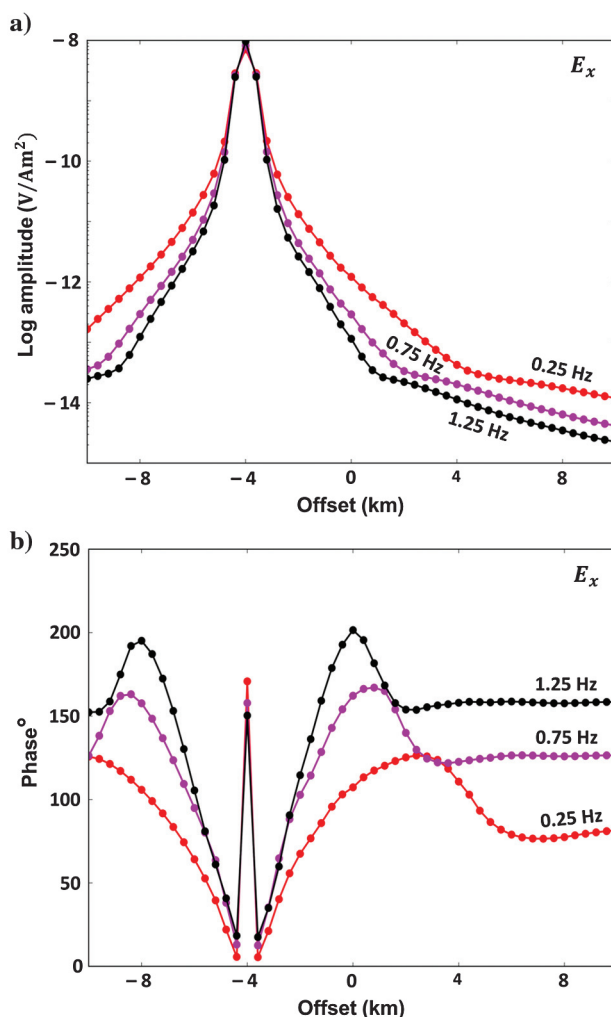 a)
Eₓ
−8
−10
−12
−14
Log amplitude (V/Am²)
0.25 Hz
0.75 Hz
1.25 Hz
−8 −4 0 4 8
Offset (km)
b)
Eₓ
250
200
150
100
50
0
Phase°
1.25 Hz
0.75 Hz
0.25 Hz
−8 −4 0 4 8
Offset (km)